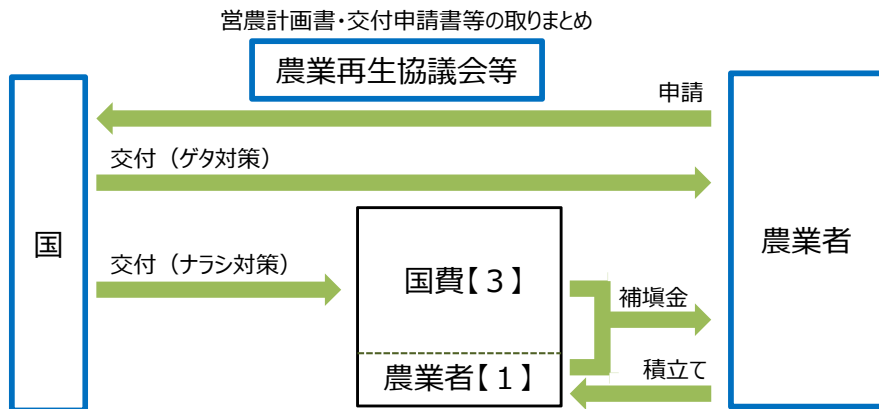 営農計画書・交付申請書等の取りまとめ
農業再生協議会等
申請
交付（ゲタ対策）
国
農業者
交付（ナラシ対策）
国費【３】
補塡金
農業者【１】
積立て